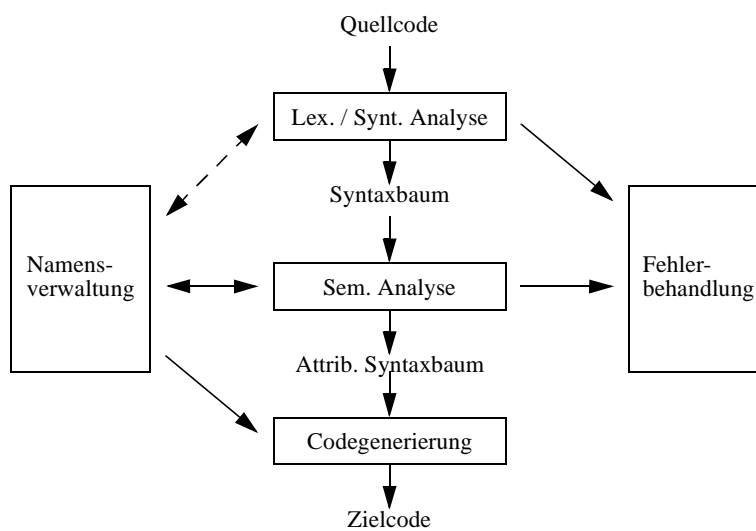 Quellcode
Lex. / Synt. Analyse
Syntaxbaum
Namens-
verwaltung
Sem. Analyse
Fehler-
behandlung
Attrib. Syntaxbaum
Codegenerierung
Zielcode